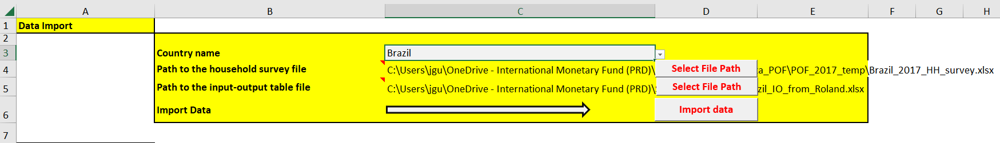 A B C D E F G H
1 Data Import
2
3 Country name Brazil
4 Path to the household survey file C:\Users\jgu\OneDrive - International Monetary Fund (PRD)\ Select File Path a_POF\POF_2017_temp\Brazil_2017_HH_survey.xlsx
5 Path to the input-output table file C:\Users\jgu\OneDrive - International Monetary Fund (PRD)\ Select File Path zil_IO_from_Roland.xlsx
6 Import Data Import data
7